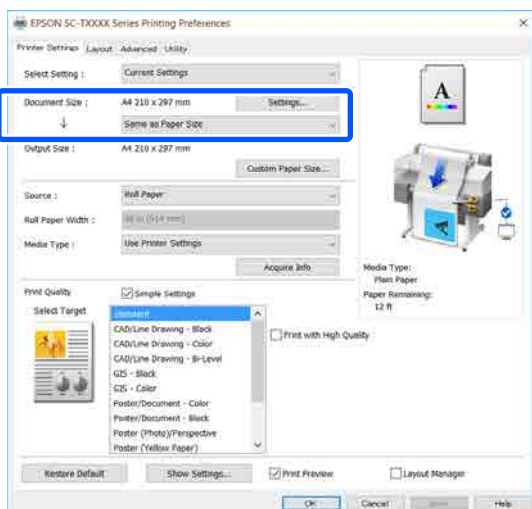 EPSON SC-TXXXX Series Printing Preferences
Printer Settings Layout Advanced Utility
Select Setting : Current Settings
Document Size : A4 210 x 297 mm Settings...
Same as Paper Size
Output Size : A4 210 x 297 mm
Custom Paper Size...
Source : Roll Paper
Roll Paper Width :
Media Type : Use Printer Settings
Acquire Info
A
Media Type:
Plain Paper
Paper Remaining:
12 ft
Print Quality Simple Settings
Select Target
Standard
CAD/Line Drawing - Black
CAD/Line Drawing - Color
CAD/Line Drawing - Bi-Level
GIS - Black
GIS - Color
Poster/Document - Color
Poster/Document - Black
Poster (Photo)/Perspective
Poster (Yellow Paper)
Print with High Quality
Restore Default Show Settings... Print Preview Layout Manager
OK Cancel Help